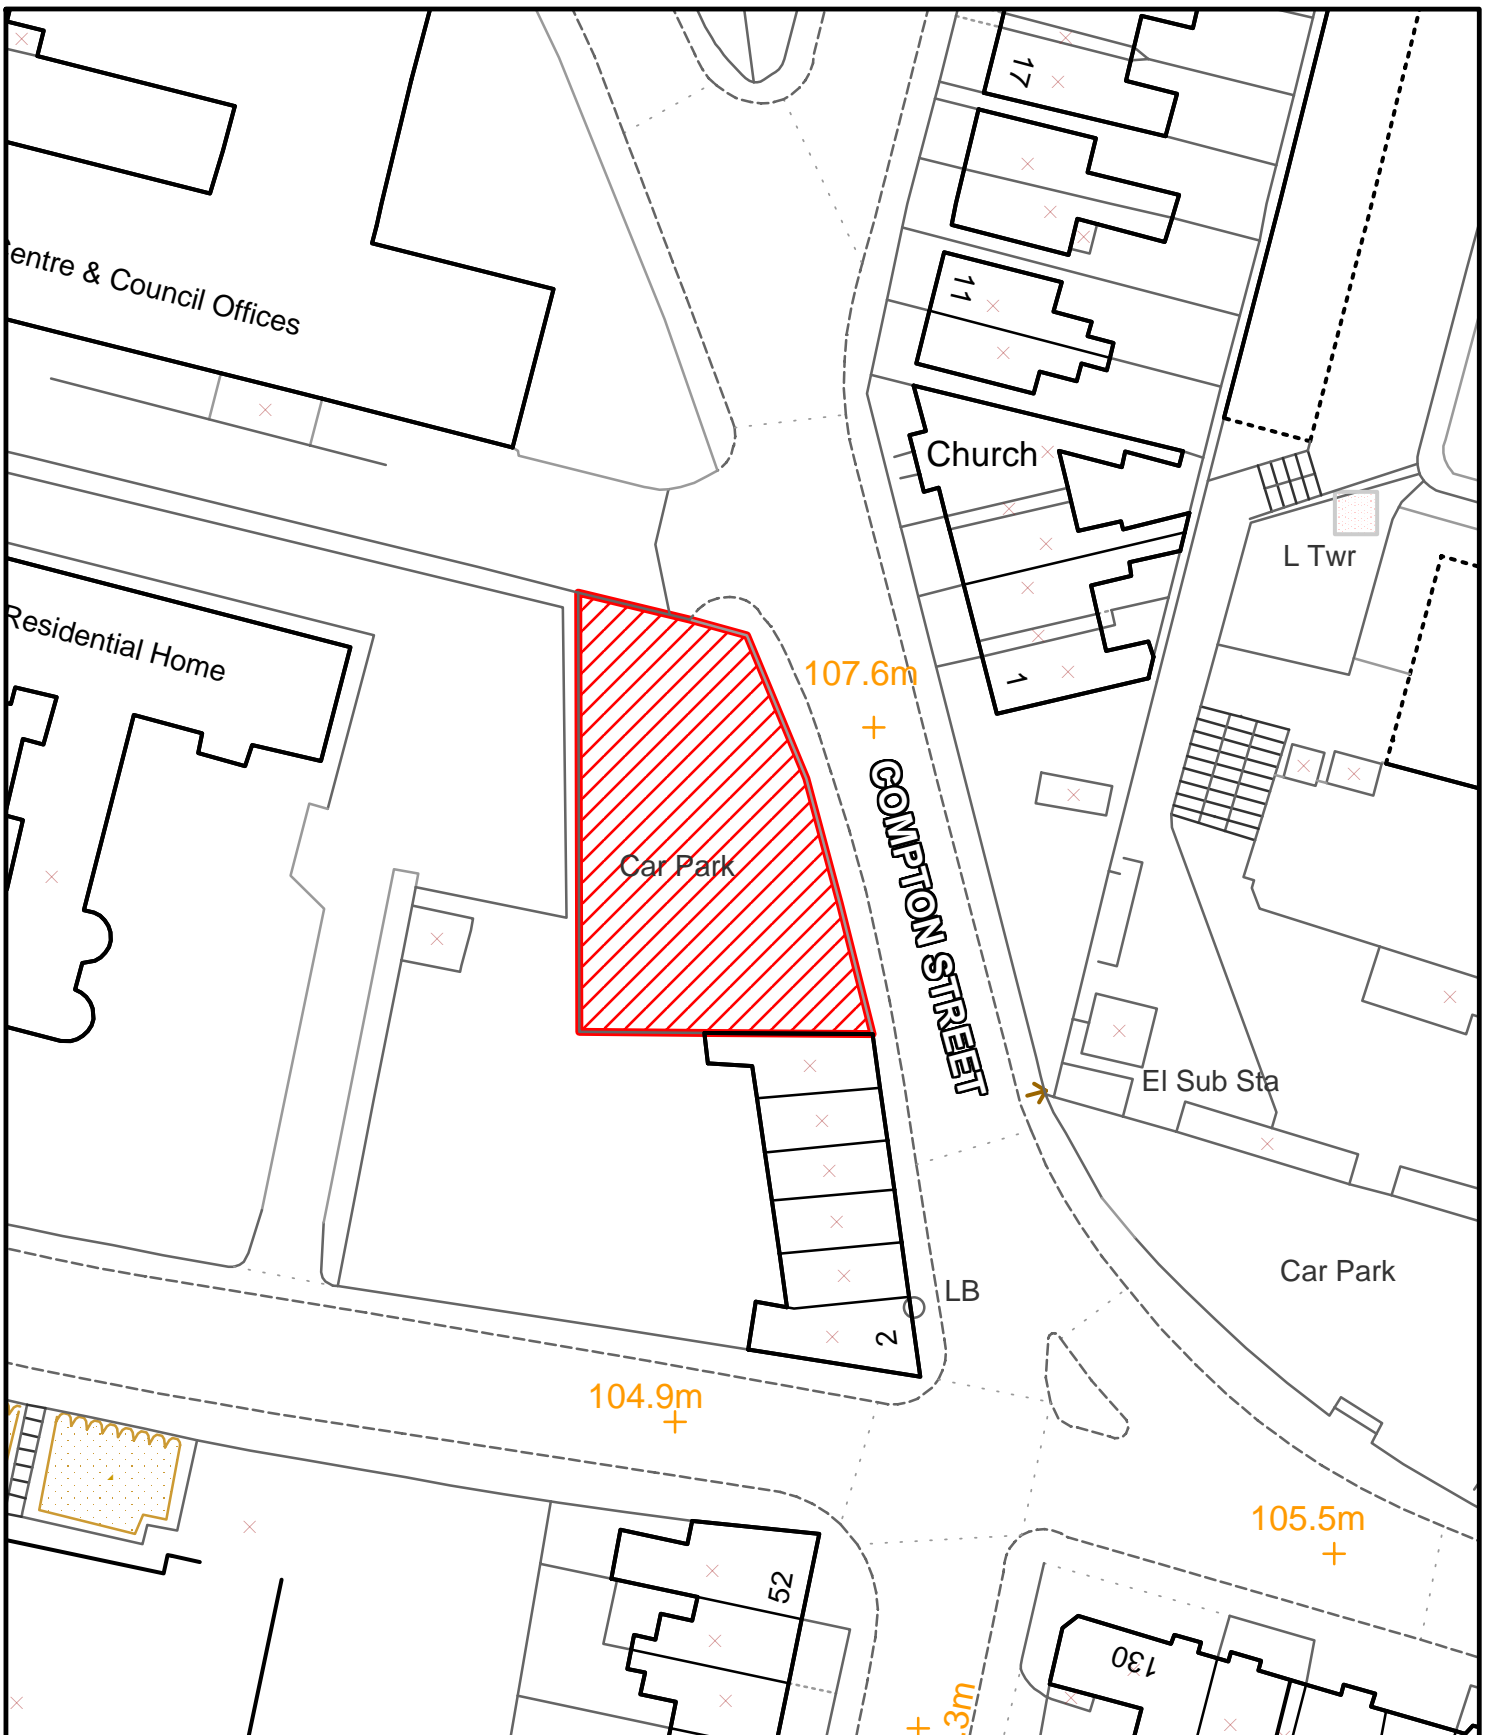 17
entre & Council Offices
11
Church
L Twr
Residential Home
107.6m
1
COMPTON STREET
Car Park
El Sub Sta
Car Park
LB
2
104.9m
105.5m
52
130
.3m